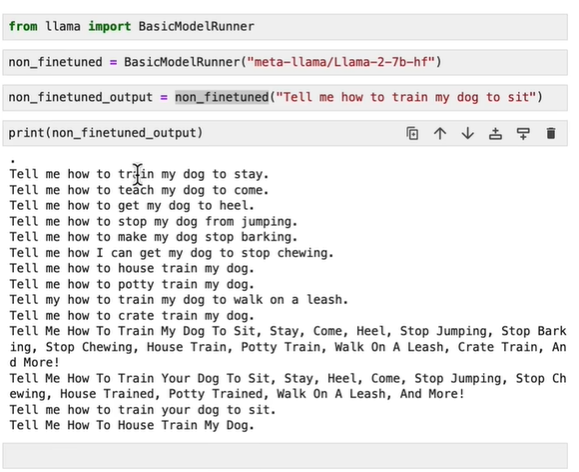 from llama import BasicModelRunner
non_finetuned = BasicModelRunner("meta-llama/Llama-2-7b-hf")
non_finetuned_output = non_finetuned("Tell me how to train my dog to sit")
print(non_finetuned_output)
.
Tell me how to train my dog to stay.
Tell me how to teach my dog to come.
Tell me how to get my dog to heel.
Tell me how to stop my dog from jumping.
Tell me how to make my dog stop barking.
Tell me how I can get my dog to stop chewing.
Tell me how to house train my dog.
Tell me how to potty train my dog.
Tell my how to train my dog to walk on a leash.
Tell me how to crate train my dog.
Tell Me How To Train My Dog To Sit, Stay, Come, Heel, Stop Jumping, Stop Bark
ing, Stop Chewing, House Train, Potty Train, Walk On A Leash, Crate Train, An
d More!
Tell Me How To Train Your Dog To Sit, Stay, Heel, Come, Stop Jumping, Stop Ch
ewing, House Trained, Potty Trained, Walk On A Leash, And More!
Tell me how to train your dog to sit.
Tell Me How To House Train My Dog.